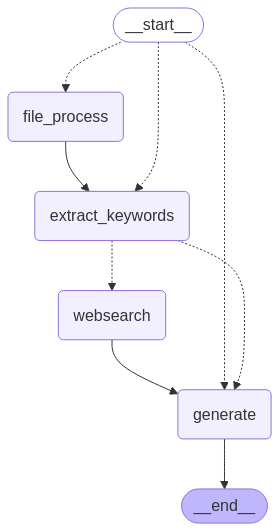 __start__
file_process
extract_keywords
websearch
generate
__end__